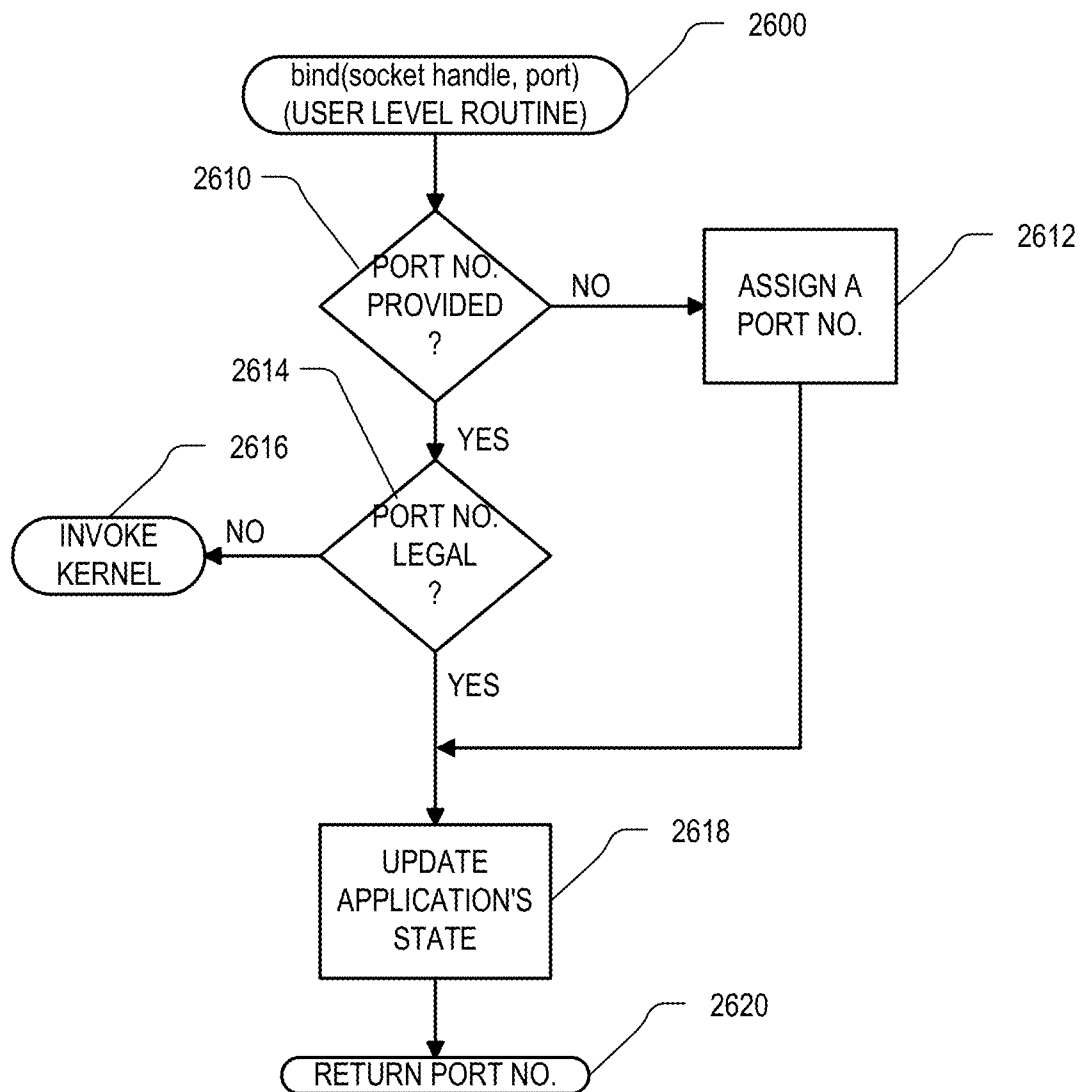 2600
bind(socket handle, port)
(USER LEVEL ROUTINE)
2610
PORT NO.
PROVIDED
?
NO
2612
ASSIGN A
PORT NO.
2614
YES
2616
PORT NO.
LEGAL
?
NO
INVOKE
KERNEL
YES
2618
UPDATE
APPLICATION'S
STATE
2620
RETURN PORT NO.